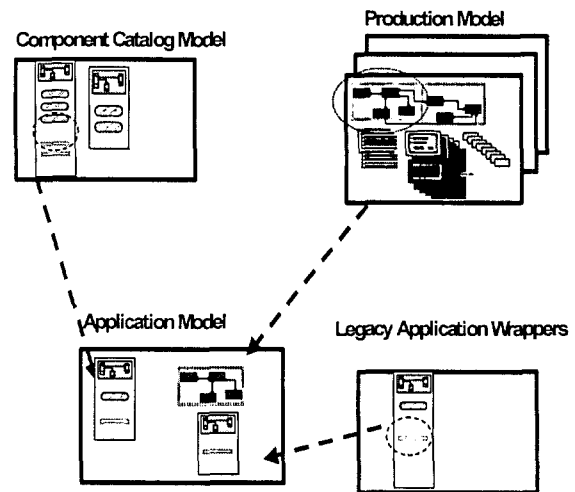 Production Model
Component Catalog Model
Application Model
Legacy Application Wrappers